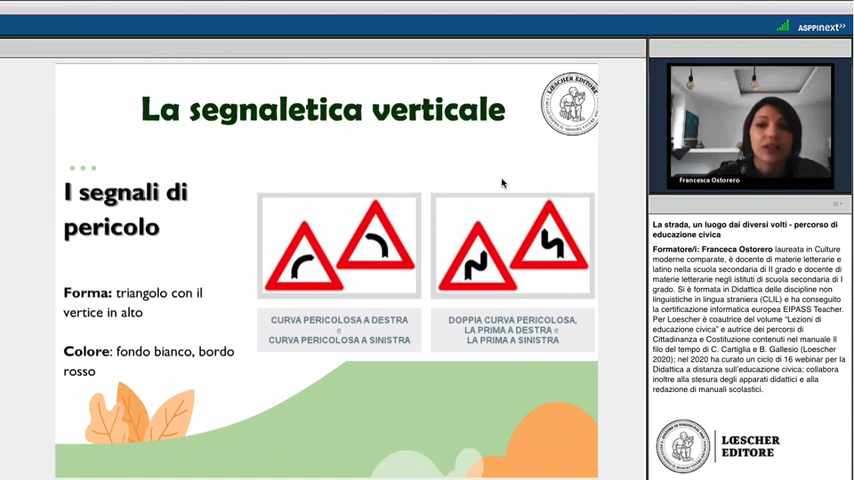 ASPPInext>>
La segnaletica verticale
LŒSCHER EDITORE
I segnali di
pericolo
Forma: triangolo con il
vertice in alto
Colore: fondo bianco, bordo
rosso
CURVA PERICOLOSA A DESTRA
e
CURVA PERICOLOSA A SINISTRA
DOPPIA CURVA PERICOLOSA,
LA PRIMA A DESTRA e
LA PRIMA A SINISTRA
Francesca Ostorero
La strada, un luogo dai diversi volti - percorso di
educazione civica
Formatore/i: Franceca Ostorero laureata in Culture
moderne comparate, è docente di materie letterarie e
latino nella scuola secondaria di II grado e docente di
materie letterarie negli istituti di scuola secondaria di I
grado. Si è formata in Didattica delle discipline non
linguistiche in lingua straniera (CLIL) e ha conseguito
la certificazione informatica europea EIPASS Teacher.
Per Loescher è coautrice del volume "Lezioni di
educazione civica" e autrice dei percorsi di
Cittadinanza e Costituzione contenuti nel manuale Il
filo del tempo di C. Cartiglia e B. Gallesio (Loescher
2020); nel 2020 ha curato un ciclo di 16 webinar per la
Didattica a distanza sull'educazione civica; collabora
inoltre alla stesura degli apparati didattici e alla
redazione di manuali scolastici.
LŒSCHER
EDITORE